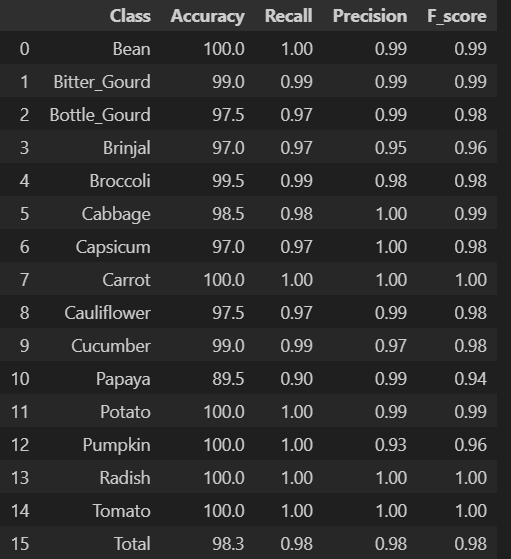 Class Accuracy Recall Precision F_score
0 Bean 100.0 1.00 0.99 0.99
1 Bitter_Gourd 99.0 0.99 0.99 0.99
2 Bottle_Gourd 97.5 0.97 0.99 0.98
3 Brinjal 97.0 0.97 0.95 0.96
4 Broccoli 99.5 0.99 0.98 0.98
5 Cabbage 98.5 0.98 1.00 0.99
6 Capsicum 97.0 0.97 1.00 0.98
7 Carrot 100.0 1.00 1.00 1.00
8 Cauliflower 97.5 0.97 0.99 0.98
9 Cucumber 99.0 0.99 0.97 0.98
10 Papaya 89.5 0.90 0.99 0.94
11 Potato 100.0 1.00 0.99 0.99
12 Pumpkin 100.0 1.00 0.93 0.96
13 Radish 100.0 1.00 1.00 1.00
14 Tomato 100.0 1.00 1.00 1.00
15 Total 98.3 0.98 0.98 0.98